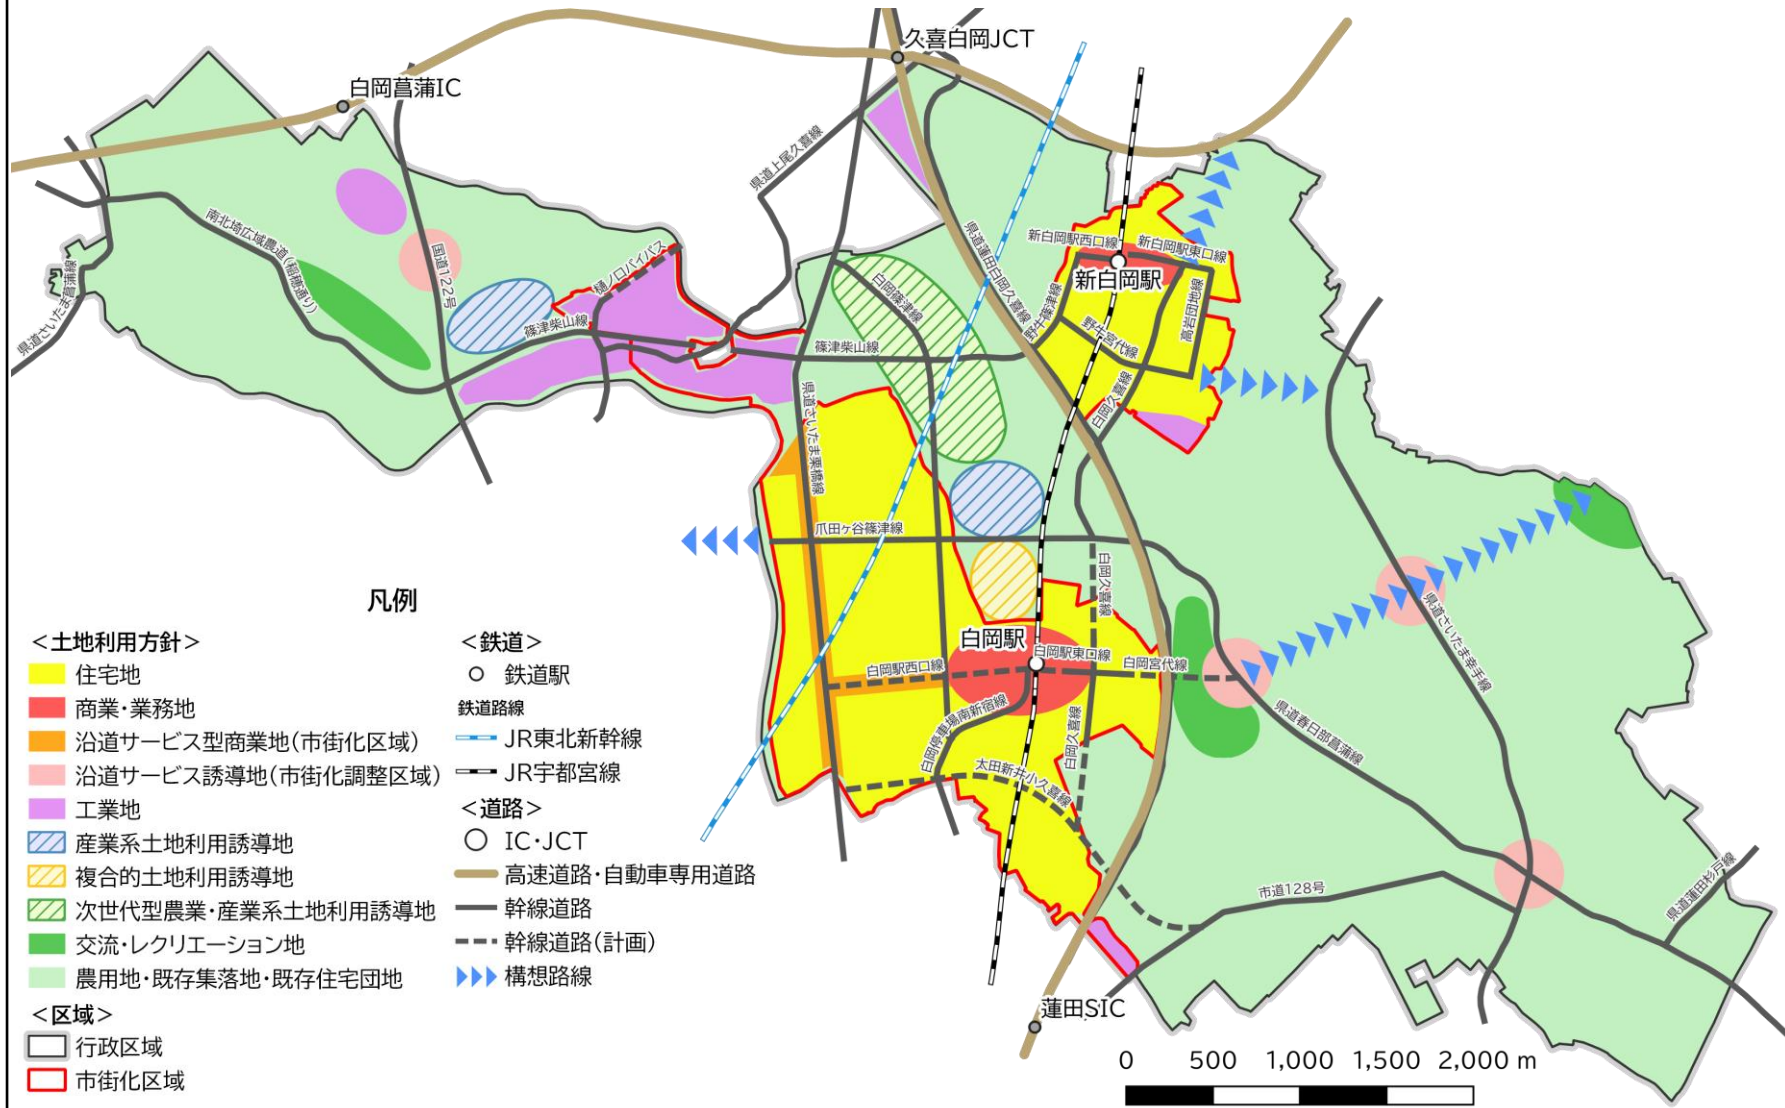 久喜白岡JCT
白岡菖蒲IC
県道上尾久喜線
南北埼広域農道(稲穂通り)
国道122号
樋ノ口バイパス
県道さいたま菖蒲線
篠津柴山線
白岡篠津線
県道蓮田白岡久喜線
新白岡駅西口線
新白岡駅東口線
新白岡駅
野牛篠津線
野牛宮代線
高岩団地線
篠津柴山線
白岡久喜線
県道さいたま栗橋線
爪田ヶ谷篠津線
白岡久喜線
白岡駅
白岡駅東口線
白岡宮代線
白岡駅西口線
白岡停車場南新宿線
白岡久喜線
太田新井小久喜線
県道さいたま幸手線
県道春日部菖蒲線
市道128号
県道蓮田杉戸線
蓮田SIC
凡例
<土地利用方針>
住宅地
商業・業務地
沿道サービス型商業地(市街化区域)
沿道サービス誘導地(市街化調整区域)
工業地
産業系土地利用誘導地
複合的土地利用誘導地
次世代型農業・産業系土地利用誘導地
交流・レクリエーション地
農用地・既存集落地・既存住宅団地
<区域>
行政区域
市街化区域
<鉄道>
鉄道駅
鉄道路線
JR東北新幹線
JR宇都宮線
<道路>
IC・JCT
高速道路・自動車専用道路
幹線道路
幹線道路(計画)
構想路線
0 500 1,000 1,500 2,000 m